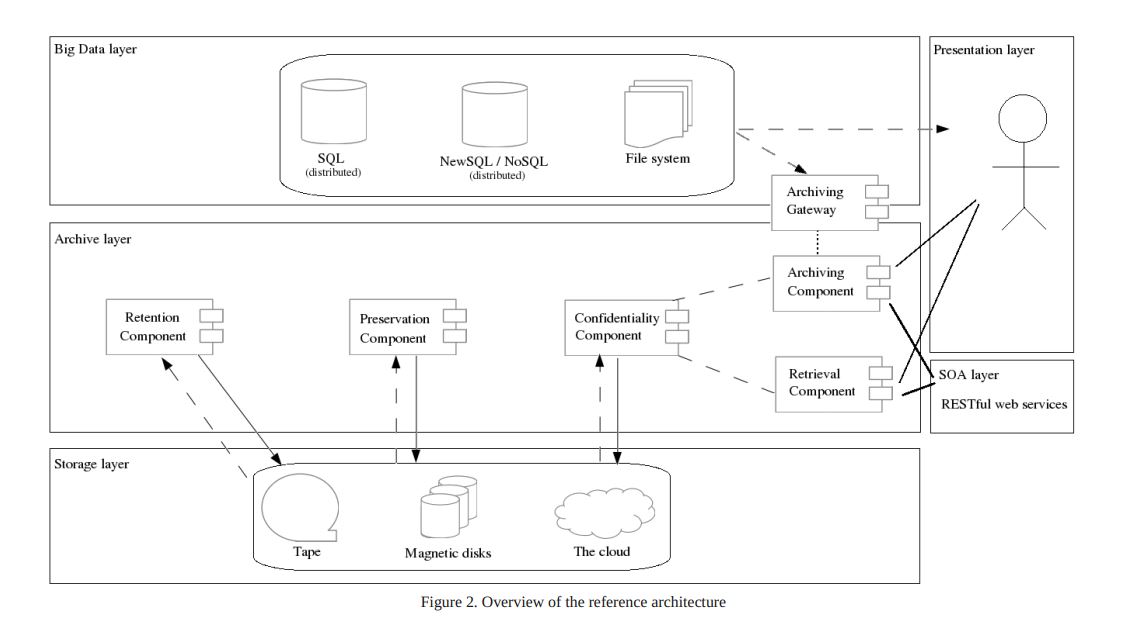 Big Data layer
Presentation layer
SQL
(distributed)
NewSQL / NoSQL
(distributed)
File system
Archiving
Gateway
Archive layer
Archiving
Component
Retention
Component
Preservation
Component
Confidentiality
Component
Retrieval
Component
SOA layer
RESTful web services
Storage layer
Tape
Magnetic disks
The cloud
Figure 2. Overview of the reference architecture